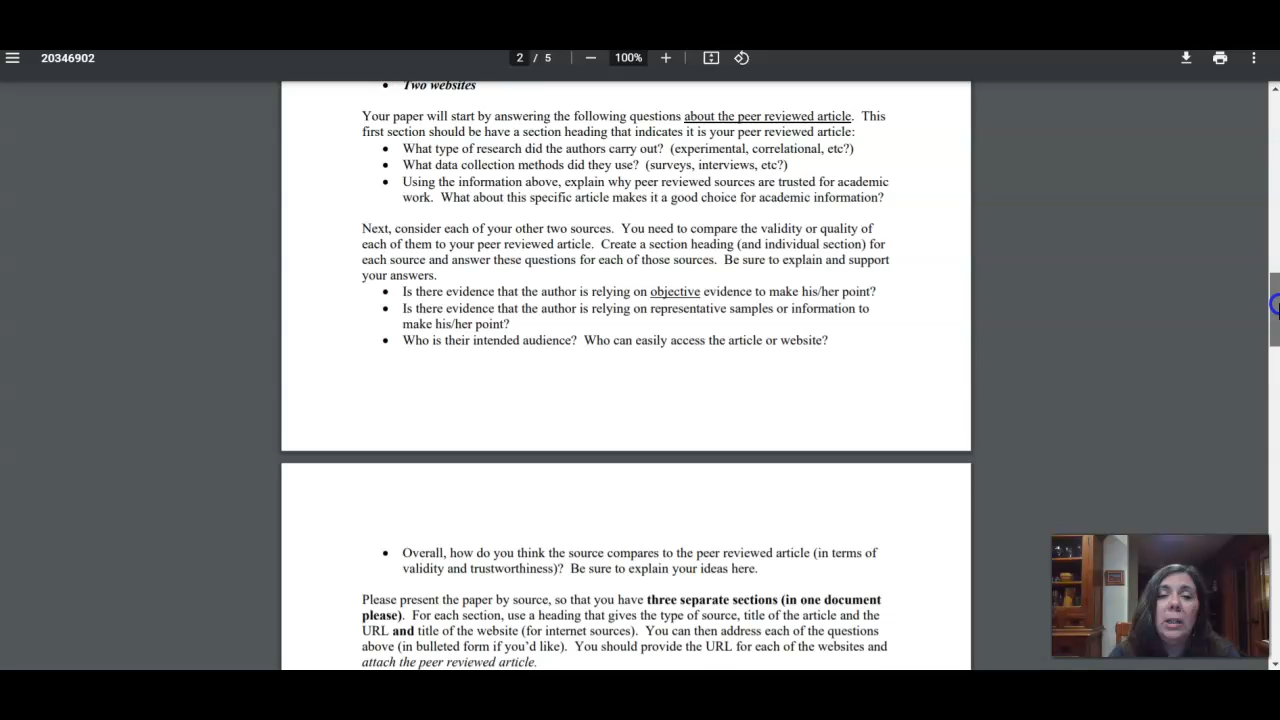 20346902
2 / 5
100%
• Two websites
Your paper will start by answering the following questions about the peer reviewed article. This
first section should be have a section heading that indicates it is your peer reviewed article:
• What type of research did the authors carry out? (experimental, correlational, etc?)
• What data collection methods did they use? (surveys, interviews, etc?)
• Using the information above, explain why peer reviewed sources are trusted for academic
work. What about this specific article makes it a good choice for academic information?
Next, consider each of your other two sources. You need to compare the validity or quality of
each of them to your peer reviewed article. Create a section heading (and individual section) for
each source and answer these questions for each of those sources. Be sure to explain and support
your answers.
• Is there evidence that the author is relying on objective evidence to make his/her point?
• Is there evidence that the author is relying on representative samples or information to
make his/her point?
• Who is their intended audience? Who can easily access the article or website?
• Overall, how do you think the source compares to the peer reviewed article (in terms of
validity and trustworthiness)? Be sure to explain your ideas here.
Please present the paper by source, so that you have three separate sections (in one document
please). For each section, use a heading that gives the type of source, title of the article and the
URL and title of the website (for internet sources). You can then address each of the questions
above (in bulleted form if you'd like). You should provide the URL for each of the websites and
attach the peer reviewed article.